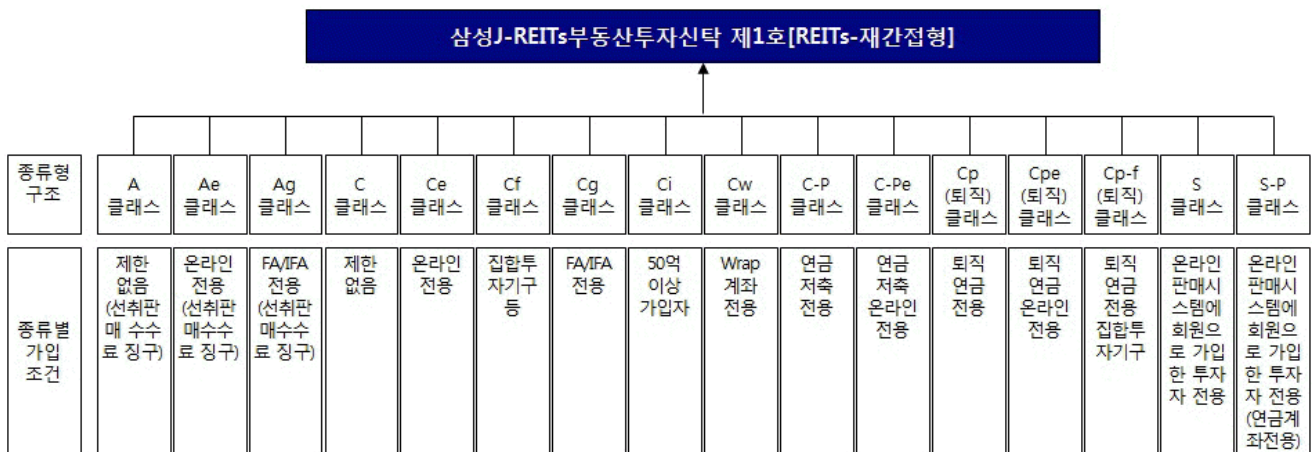 삼성J-REITs부동산투자신탁 제1호[REITs-재간접형]
종류형
구조
A
클래스
Ae
클래스
Ag
클래스
C
클래스
Ce
클래스
Cf
클래스
Cg
클래스
Ci
클래스
Cw
클래스
C-P
클래스
C-Pe
클래스
Cp
(퇴직)
클래스
Cpe
(퇴직)
클래스
Cp-f
(퇴직)
클래스
S
클래스
S-P
클래스
종류별
가입
조건
제한
없음
(선취판
매 수수
료 징구)
온라인
전용
(선취판
매수수
료 징구)
FA/IFA
전용
(선취판
매수수
료 징구)
제한
없음
온라인
전용
집합투
자기구
등
FA/IFA
전용
50억
이상
가입자
Wrap
계좌
전용
연금
저축
전용
연금
저축
온라인
전용
퇴직
연금
전용
퇴직
연금
온라인
전용
퇴직
연금
전용
집합투
자기구
온라인
판매시
스템에
회원으
로 가입
한 투자
자 전용
온라인
판매시
스템에
회원으
로 가입
한 투자
자 전용
(연금계
좌전용)